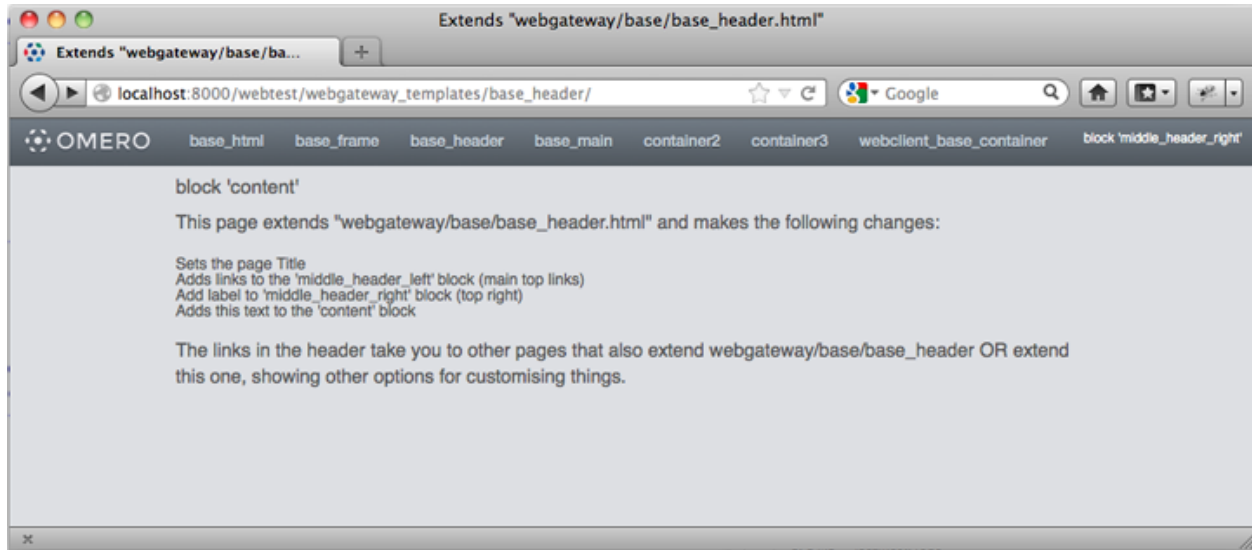 Extends "webgateway/base/base_header.html"
Extends "webgateway/base/ba...
localhost:8000/webtest/webgateway_templates/base_header/
Google
OMERO base_html base_frame base_header base_main container2 container3 webclient_base_container block 'middle_header_right'
block 'content'
This page extends "webgateway/base/base_header.html" and makes the following changes:
Sets the page Title
Adds links to the 'middle_header_left' block (main top links)
Add label to 'middle_header_right' block (top right)
Adds this text to the 'content' block
The links in the header take you to other pages that also extend webgateway/base/base_header OR extend
this one, showing other options for customising things.